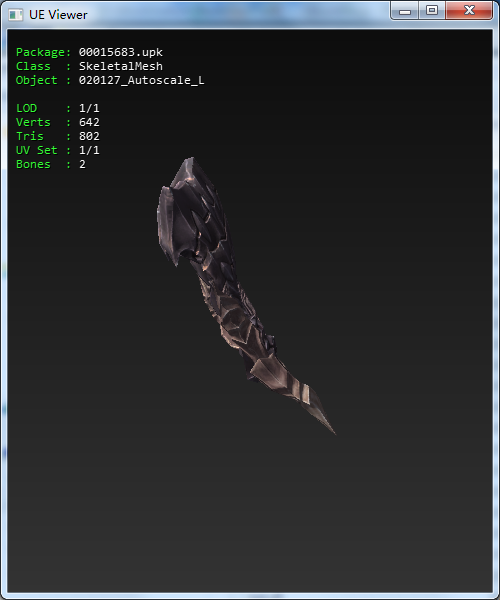 UE Viewer
Package: 00015683.upk
Class : SkeletalMesh
Object : 020127_Autoscale_L
LOD : 1/1
Verts : 642
Tris : 802
UV Set : 1/1
Bones : 2